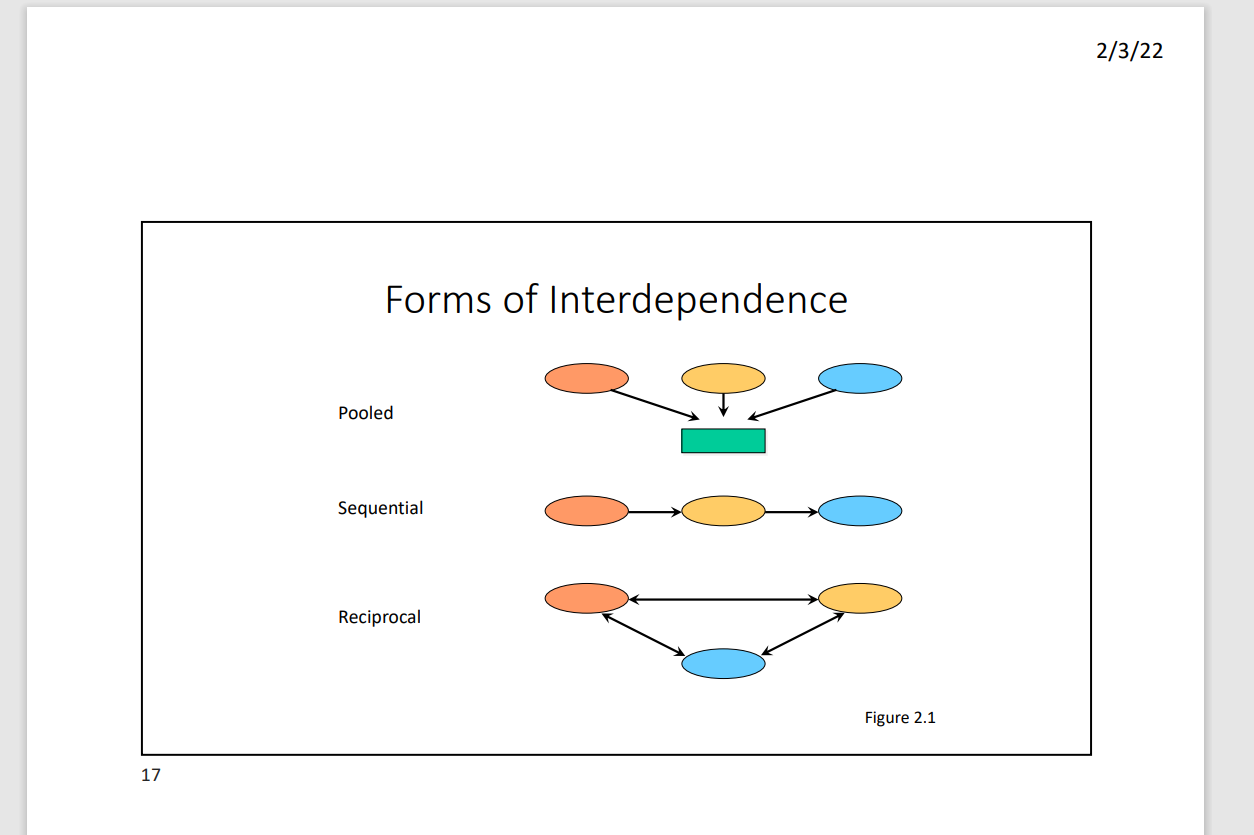 2/3/22
Forms of Interdependence
Pooled
Sequential
Reciprocal
Figure 2.1
17